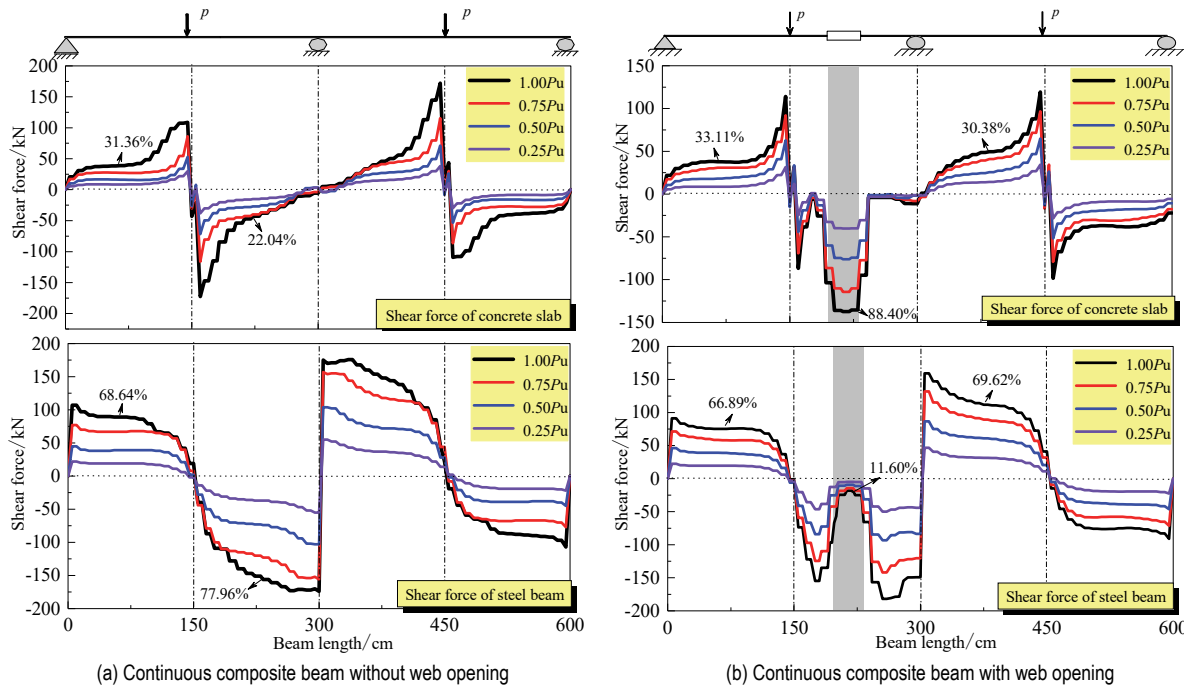 p
p
200
150
100
50
0
-50
-100
-150
-200
Shear force/kN
1.00Pu
0.75Pu
0.50Pu
0.25Pu
31.36%
22.04%
Shear force of concrete slab
200
150
100
50
0
-50
-100
-150
-200
Shear force/kN
1.00Pu
0.75Pu
0.50Pu
0.25Pu
68.64%
77.96%
Shear force of steel beam
0 150 300 450 600
Beam length/cm
(a) Continuous composite beam without web opening
p
p
150
100
50
0
-50
-100
-150
Shear force/kN
1.00Pu
0.75Pu
0.50Pu
0.25Pu
33.11%
30.38%
88.40%
Shear force of concrete slab
200
150
100
50
0
-50
-100
-150
-200
Shear force/kN
1.00Pu
0.75Pu
0.50Pu
0.25Pu
66.89%
69.62%
11.60%
Shear force of steel beam
0 150 300 450 600
Beam length/cm
(b) Continuous composite beam with web opening